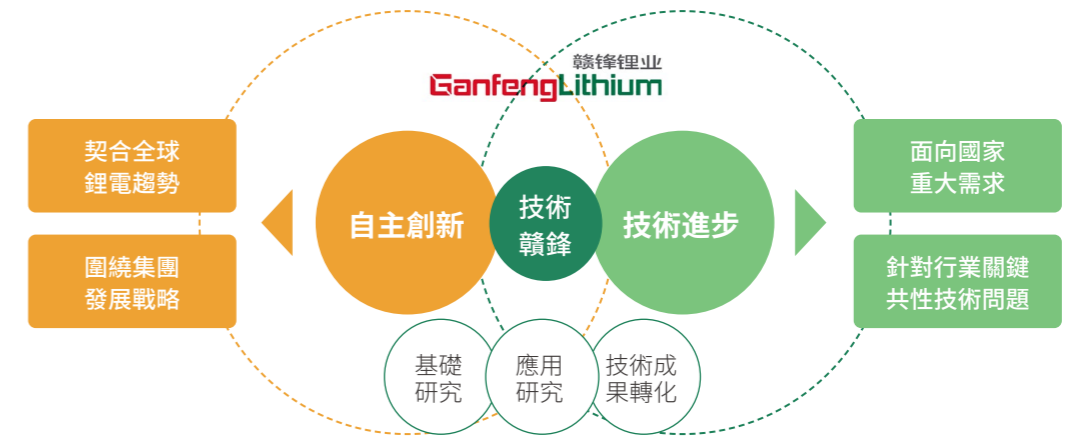 赣锋锂业
GanfengLithium
契合全球
鋰電趨勢
圍繞集團
發展戰略
自主創新
技術
贛鋒
技術進步
面向國家
重大需求
針對行業關鍵
共性技術問題
基礎
研究
應用
研究
技術成
果轉化